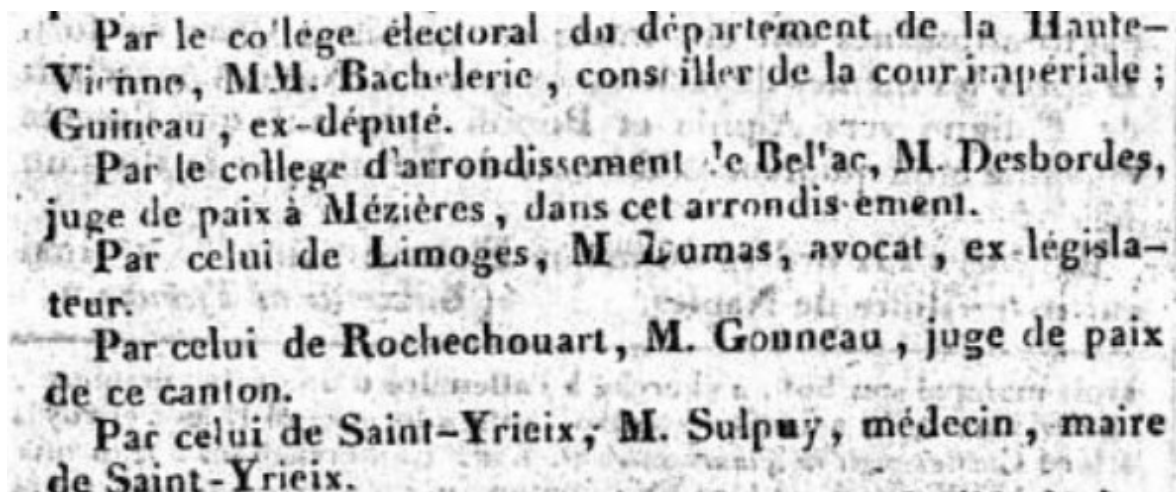 Par le collége électoral du département de la Haute-
Vienne, MM. Bachelerie, conseiller de la cour impériale;
Guineau, ex-député.
Par le college d'arrondissement de Bellac, M. Desbordes,
juge de paix à Mézières, dans cet arrondissement.
Par celui de Limoges, M Dumas, avocat, ex-législa-
teur.
Par celui de Rochechouart, M. Gonneau, juge de paix
de ce canton.
Par celui de Saint-Yrieix, M. Sulpuy, médecin, maire
de Saint-Yrieix.